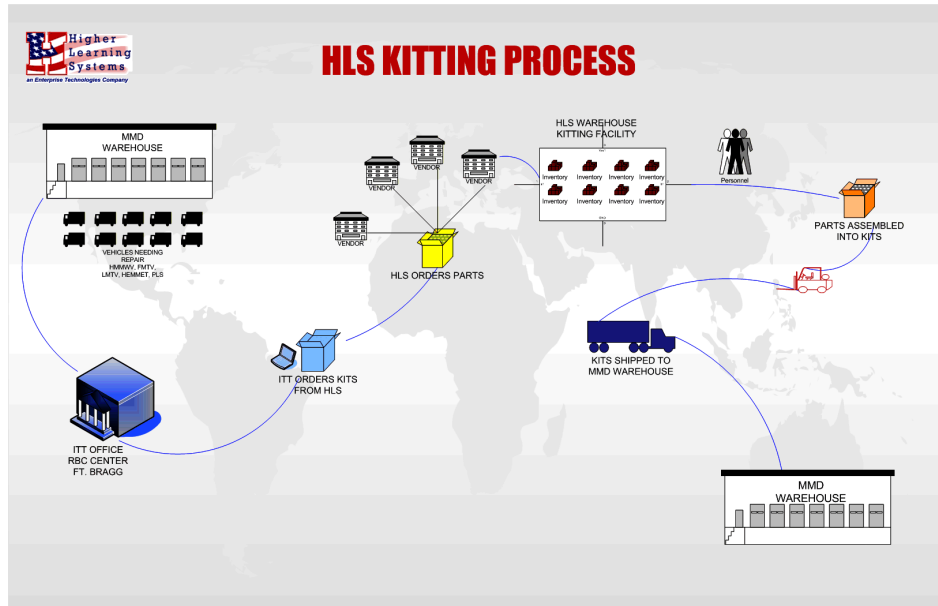 Higher
Learning
Systems
an Enterprise Technologies Company
HLS KITTING PROCESS
MMD
WAREHOUSE
VEHICLES NEEDING
REPAIR
HMMWV, FMTV,
LMTV, HEMMET, PLS
ITT OFFICE
RBC CENTER
FT. BRAGG
ITT ORDERS KITS
FROM HLS
VENDOR
VENDOR
VENDOR
VENDOR
HLS ORDERS PARTS
HLS WAREHOUSE
KITTING FACILITY
Inventory Inventory Inventory Inventory
Inventory Inventory Inventory Inventory
Personnel
PARTS ASSEMBLED
INTO KITS
KITS SHIPPED TO
MMD WAREHOUSE
MMD
WAREHOUSE